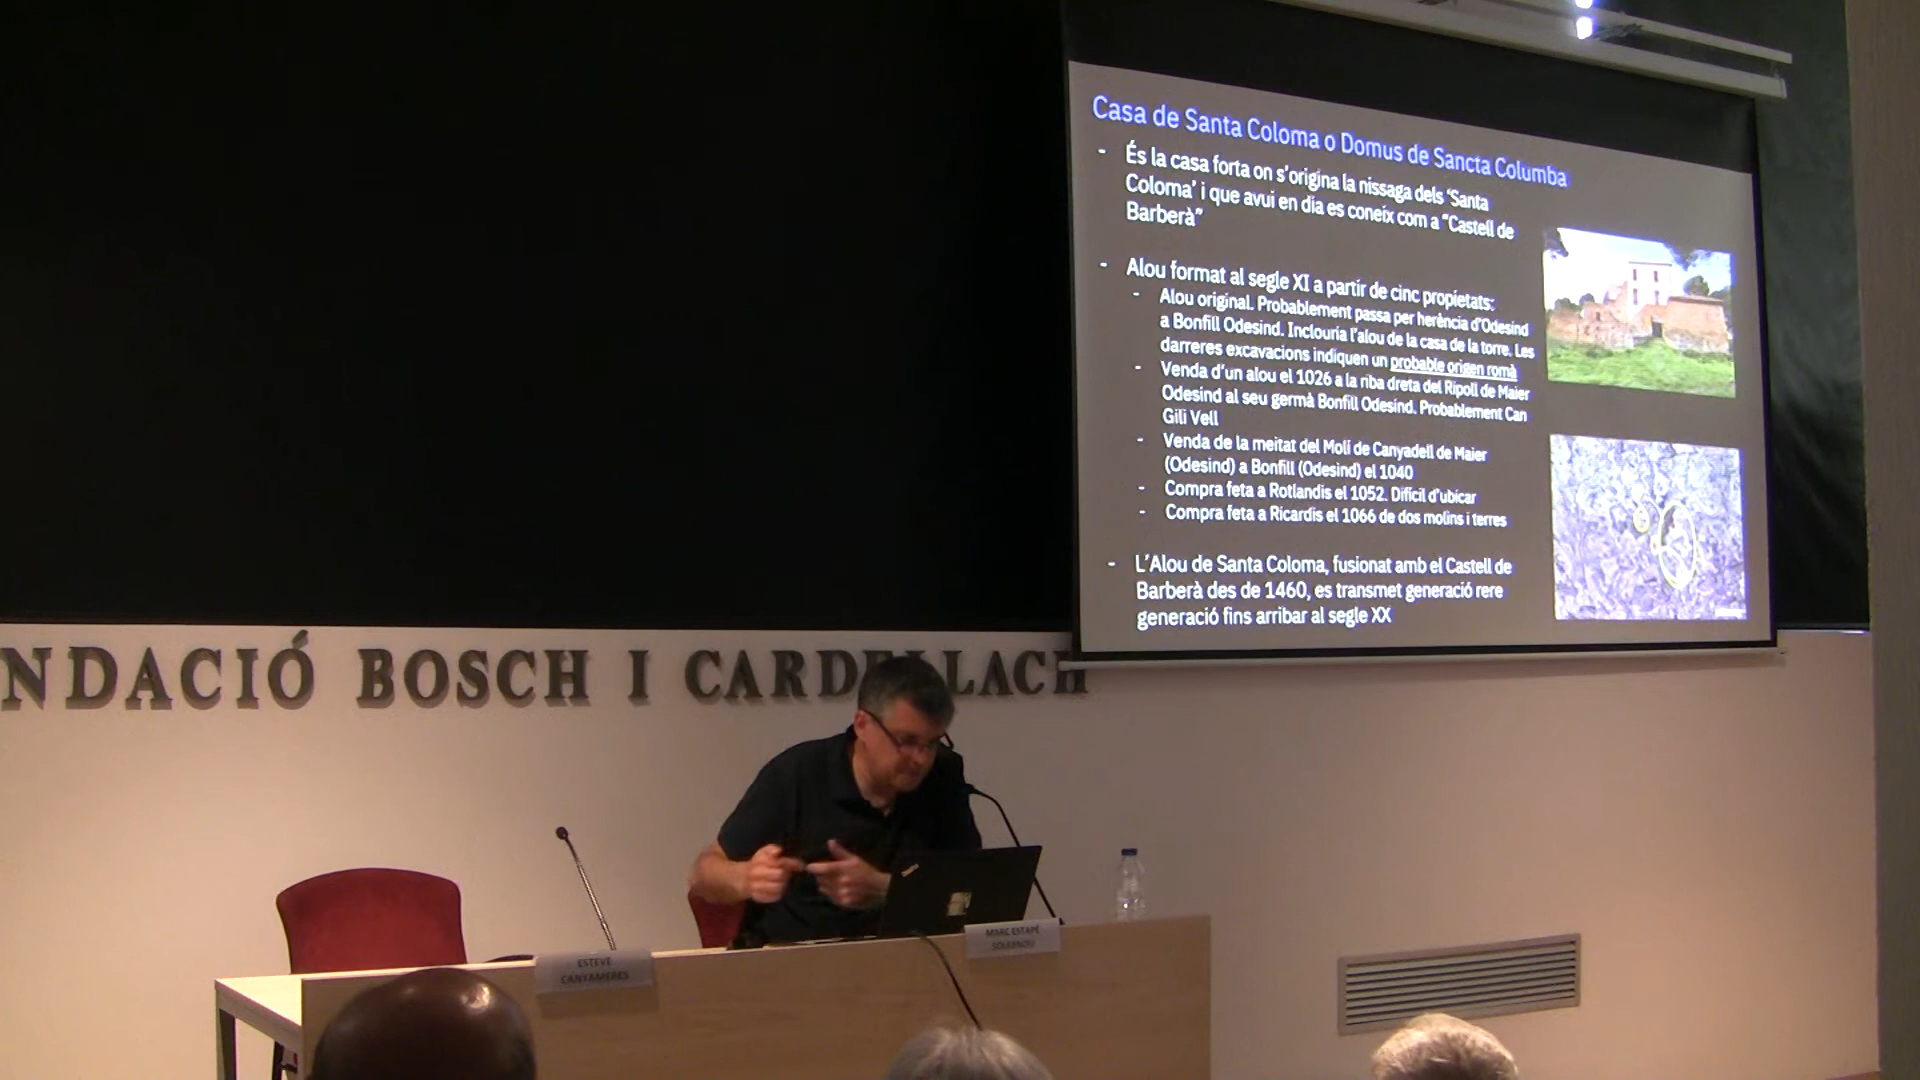 Casa de Santa Coloma o Domus de Sancta Columba
- És la casa forta on s'origina la nissaga dels 'Santa
Coloma' i que avui en dia es coneix com a "Castell de
Barberà"
- Alou format al segle XI a partir de cinc propietats:
- Alou original. Probablement passa per herència d'Odesind
a Bonfill Odesind. Inclouria l'alou de la casa de la torre. Les
darreres excavacions indiquen un probable origen romà
- Venda d'un alou el 1026 a la riba dreta del Ripoll de Maier
Odesind al seu germà Bonfill Odesind. Probablement Can
Gili Vell
- Venda de la meitat del Molí de Canyadell de Maier
(Odesind) a Bonfill (Odesind) el 1040
- Compra feta a Rotlandis el 1052. Difícil d'ubicar
- Compra feta a Ricardis el 1066 de dos molins i terres
- L'Alou de Santa Coloma, fusionat amb el Castell de
Barberà des de 1460, es transmet generació rere
generació fins arribar al segle XX
NDACIÓ BOSCH I CARDELLACH
MARC ESTAPÉ
ESTEVE
CANYAMERES